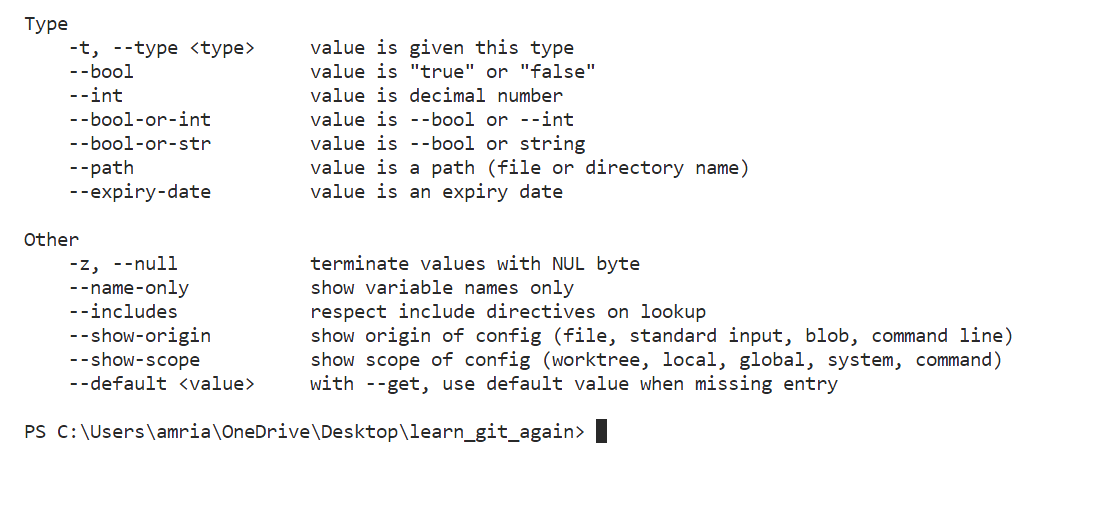 Type
-t, --type <type> value is given this type
--bool value is "true" or "false"
--int value is decimal number
--bool-or-int value is --bool or --int
--bool-or-str value is --bool or string
--path value is a path (file or directory name)
--expiry-date value is an expiry date
Other
-z, --null terminate values with NUL byte
--name-only show variable names only
--includes respect include directives on lookup
--show-origin show origin of config (file, standard input, blob, command line)
--show-scope show scope of config (worktree, local, global, system, command)
--default <value> with --get, use default value when missing entry
PS C:\Users\amria\OneDrive\Desktop\learn_git_again>